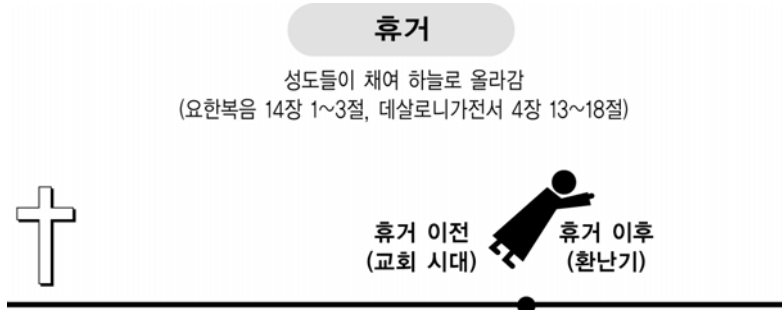 휴거
성도들이 채여 하늘로 올라감
(요한복음 14장 1~3절, 데살로니가전서 4장 13~18절)
휴거 이전
(교회 시대)
휴거 이후
(환난기)